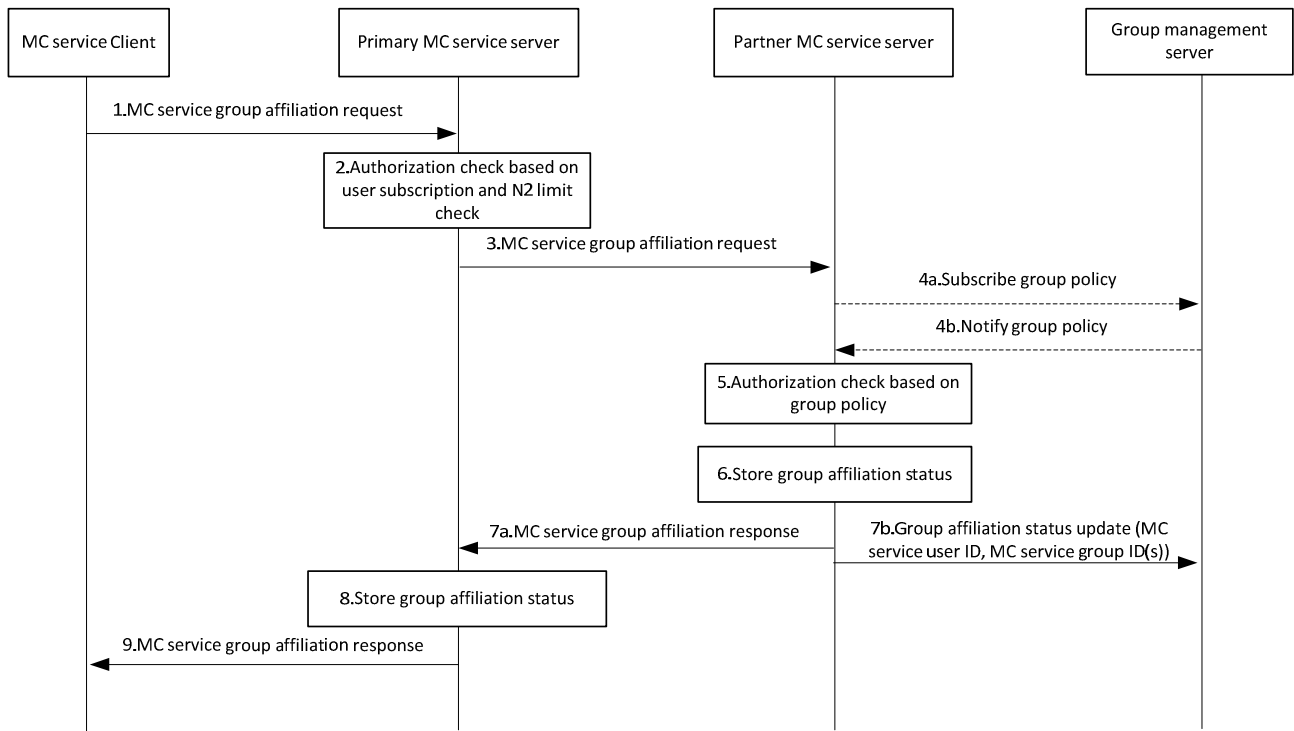 MC service Client
Primary MC service server
Partner MC service server
Group management
server
1.MC service group affiliation request
2.Authorization check based on
user subscription and N2 limit
check
3.MC service group affiliation request
4a.Subscribe group policy
4b.Notify group policy
5.Authorization check based on
group policy
6.Store group affiliation status
7a.MC service group affiliation response
7b.Group affiliation status update (MC
service user ID, MC service group ID(s))
8.Store group affiliation status
9.MC service group affiliation response